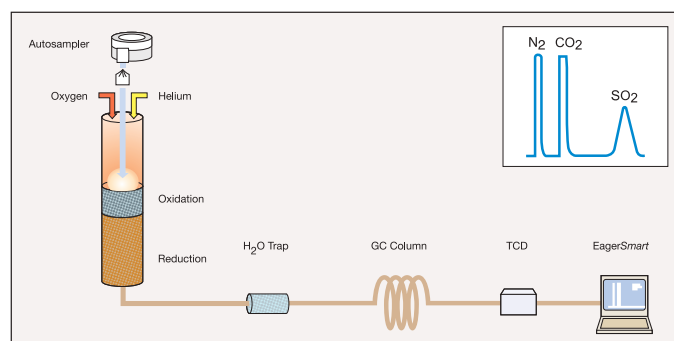 Autosampler
N2 CO2
SO2
Oxygen Helium
Oxidation
Reduction
H2O Trap
GC Column
TCD
EagerSmart